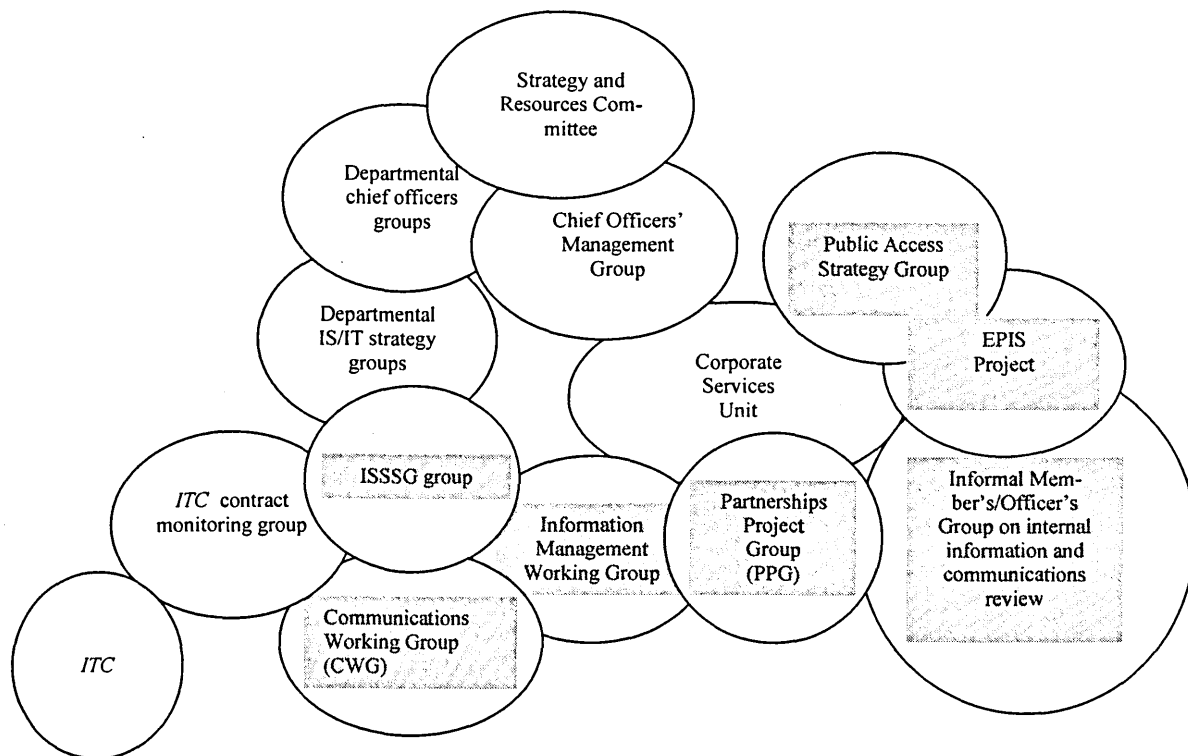 Strategy and
Resources Com-
mittee
Departmental
chief officers
groups
Chief Officers'
Management
Group
Public Access
Strategy Group
Departmental
IS/IT strategy
groups
EPIS
Project
Corporate
Services
Unit
ISSSG group
ITC contract
monitoring group
Information
Management
Working Group
Partnerships
Project
Group
(PPG)
Informal Mem-
ber's/Officer's
Group on internal
information and
communications
review
Communications
Working Group
(CWG)
ITC